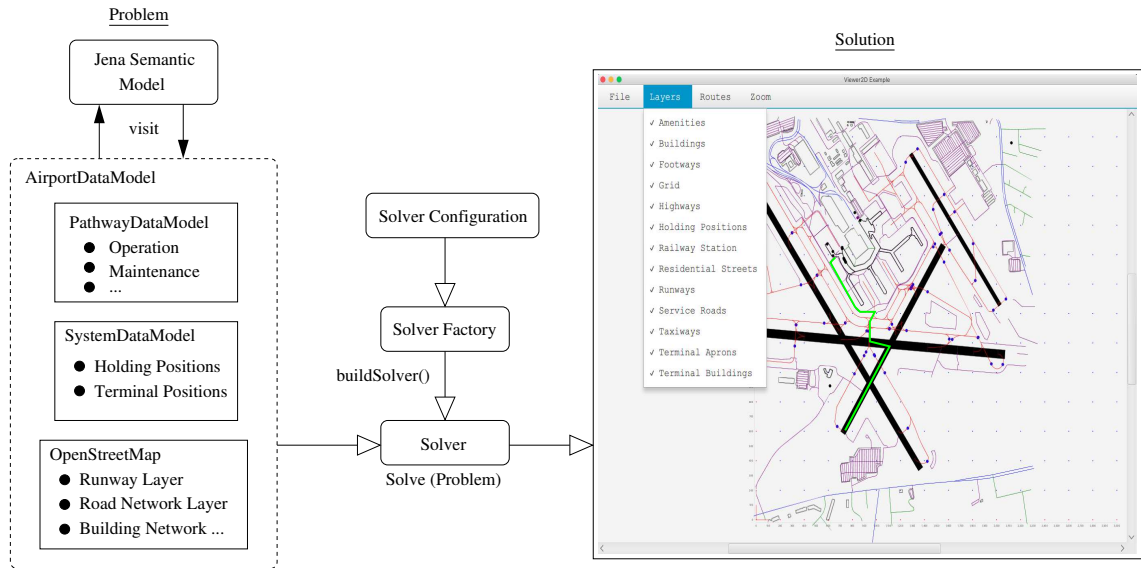 Problem
Jena Semantic
Model
visit
AirportDataModel
PathwayDataModel
Operation
Maintenance
...
SystemDataModel
Holding Positions
Terminal Positions
OpenStreetMap
Runway Layer
Road Network Layer
Building Network ...
Solver Configuration
Solver Factory
buildSolver()
Solver
Solve (Problem)
Solution
Viewer2D Example
File Layers Routes Zoom
✓ Amenities
✓ Buildings
✓ Footways
✓ Grid
✓ Highways
✓ Holding Positions
✓ Railway Station
✓ Residential Streets
✓ Runways
✓ Service Roads
✓ Taxiways
✓ Terminal Aprons
✓ Terminal Buildings